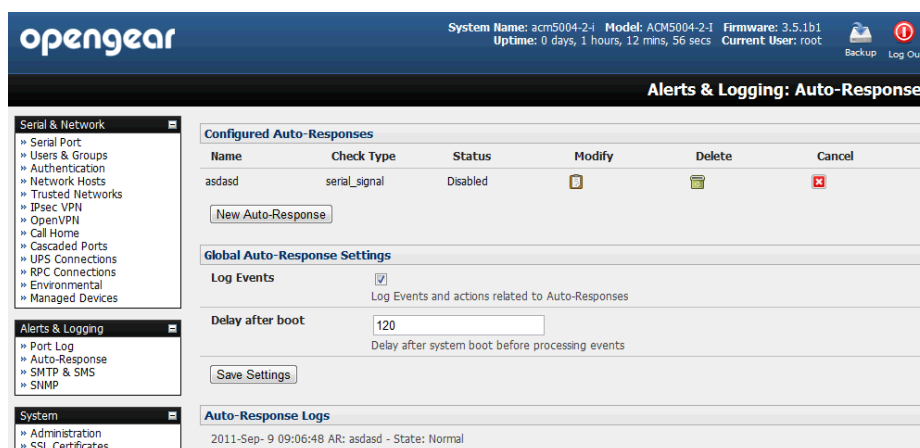 opengear
System Name: acm5004-2-i Model: ACM5004-2-I Firmware: 3.5.1b1
Uptime: 0 days, 1 hours, 12 mins, 56 secs Current User: root
Backup
Log Ou
Alerts & Logging: Auto-Response
Serial & Network
» Serial Port
» Users & Groups
» Authentication
» Network Hosts
» Trusted Networks
» IPsec VPN
» OpenVPN
» Call Home
» Cascaded Ports
» UPS Connections
» RPC Connections
» Environmental
» Managed Devices
Alerts & Logging
» Port Log
» Auto-Response
» SMTP & SMS
» SNMP
System
» Administration
» SSL Certificates
Configured Auto-Responses
Name Check Type Status Modify Delete Cancel
asdasd serial_signal Disabled
New Auto-Response
Global Auto-Response Settings
Log Events
Log Events and actions related to Auto-Responses
Delay after boot 120
Delay after system boot before processing events
Save Settings
Auto-Response Logs
2011-Sep- 9 09:06:48 AR: asdasd - State: Normal